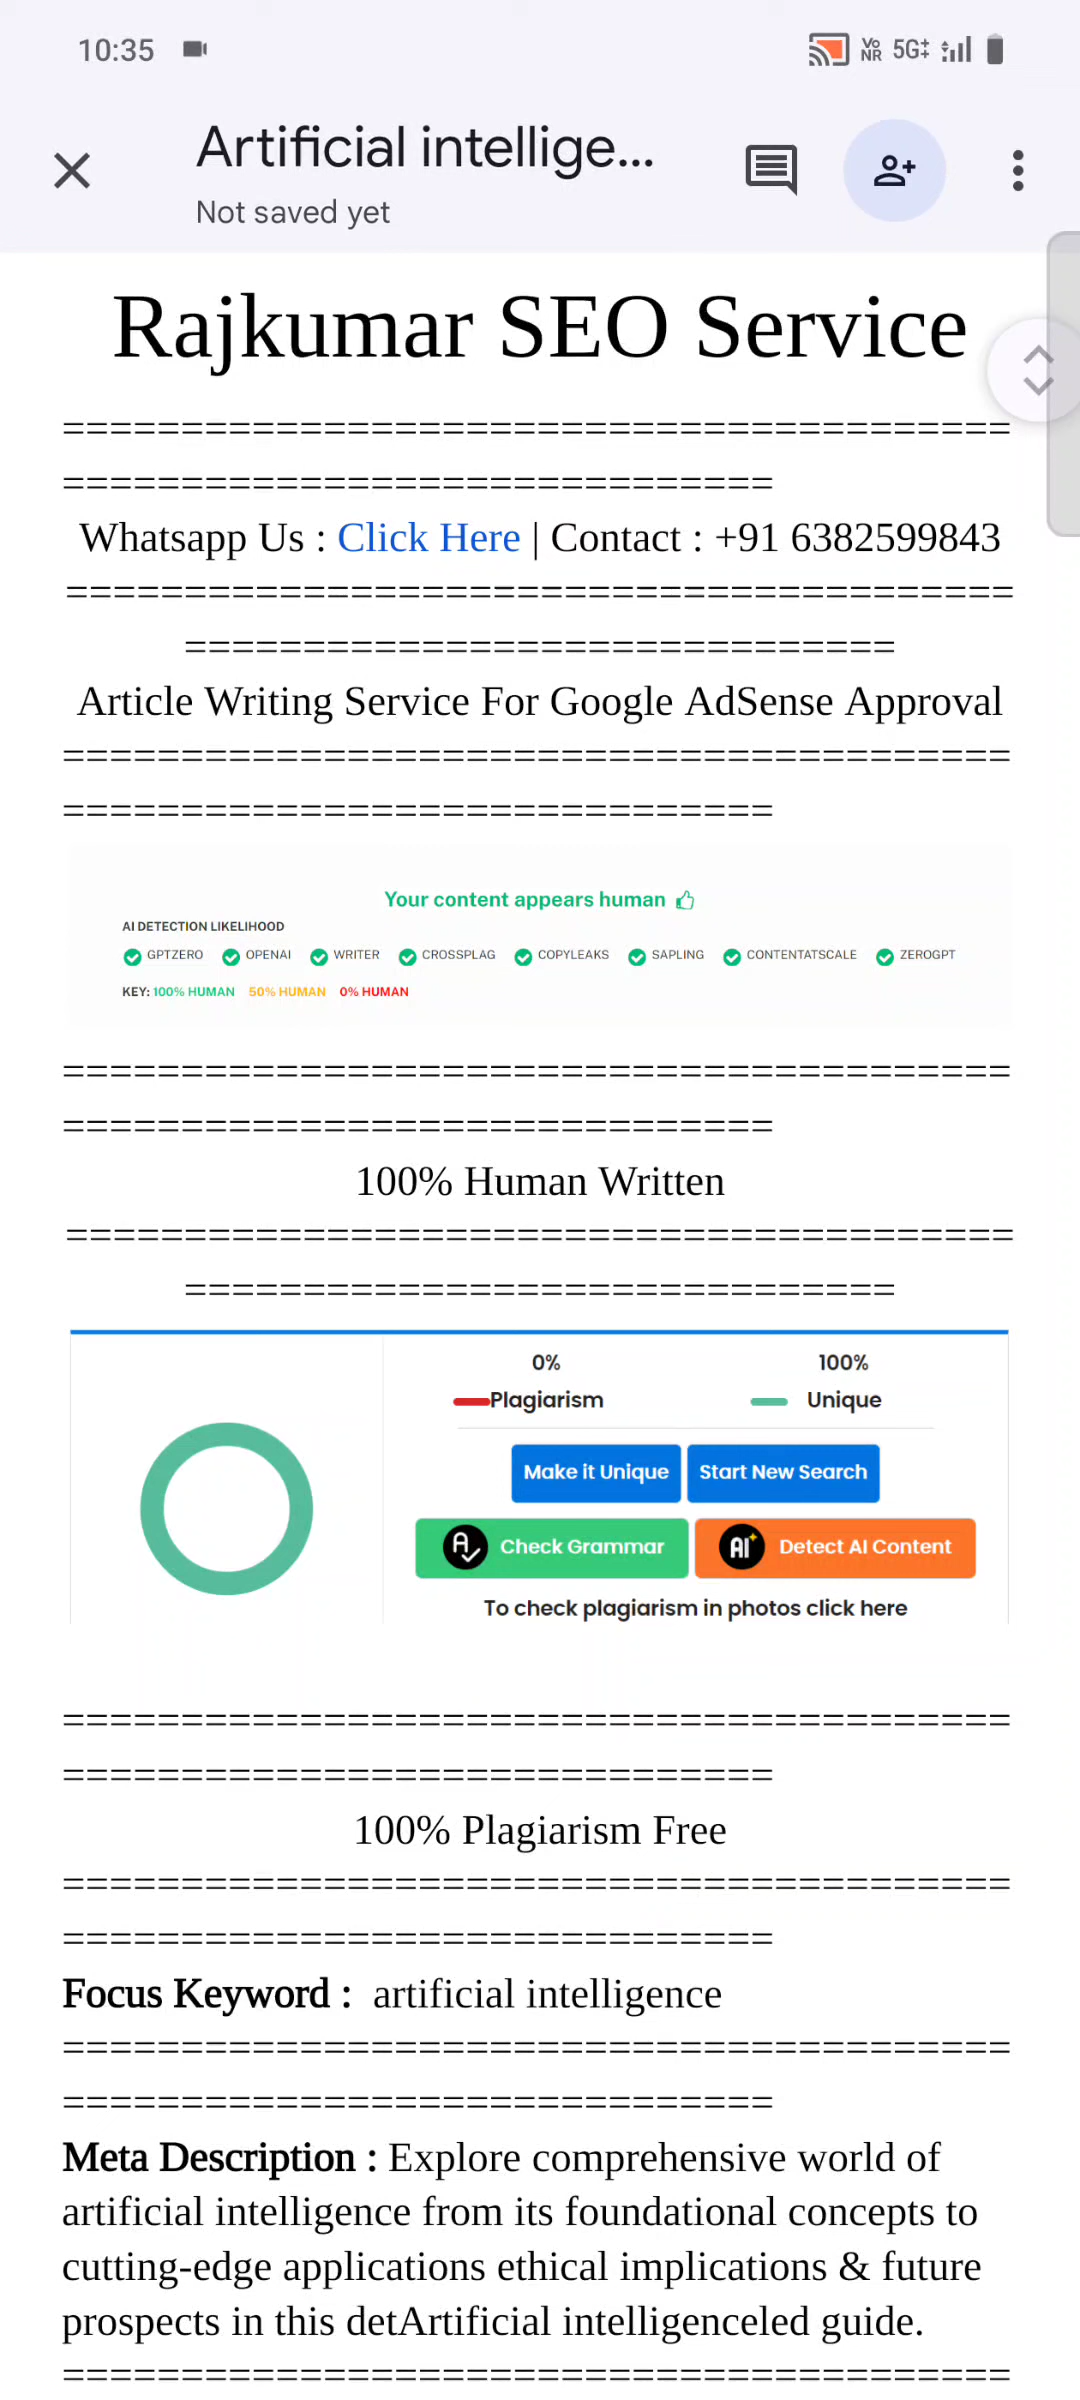 10:35 Vo NR 5G
Artificial intellige...
Not saved yet
Rajkumar SEO Service
========================================
==============================
Whatsapp Us : Click Here | Contact : +91 6382599843
========================================
==============================
Article Writing Service For Google AdSense Approval
========================================
==============================
Your content appears human
AI DETECTION LIKELIHOOD
GPTZERO OPENAI WRITER CROSSPLAG COPYLEAKS SAPLING CONTENTATSCALE ZEROGPT
KEY: 100% HUMAN 50% HUMAN 0% HUMAN
========================================
==============================
100% Human Written
========================================
==============================
0% 100%
Plagiarism Unique
Make it Unique Start New Search
A Check Grammar AI Detect AI Content
To check plagiarism in photos click here
========================================
==============================
100% Plagiarism Free
========================================
==============================
Focus Keyword : artificial intelligence
========================================
==============================
Meta Description : Explore comprehensive world of
artificial intelligence from its foundational concepts to
cutting-edge applications ethical implications & future
prospects in this detArtificial intelligenceled guide.
========================================